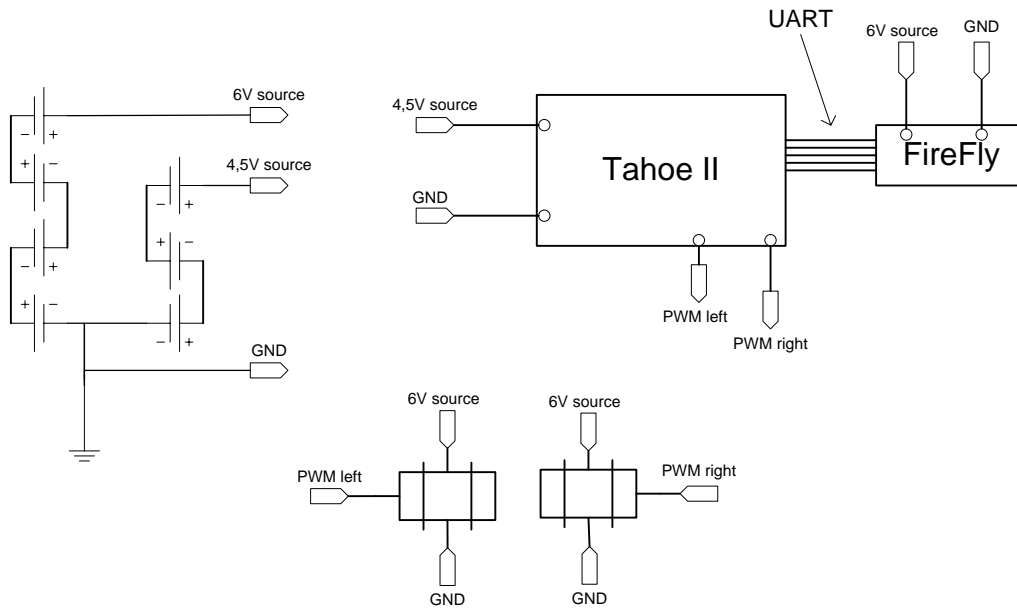 UART
6V source
GND
6V source
4,5V source
− +
+ −
4,5V source
− +
Tahoe II
FireFly
GND
+ −
− +
+ −
− +
PWM left
PWM right
GND
6V source
6V source
PWM left
PWM right
GND
GND